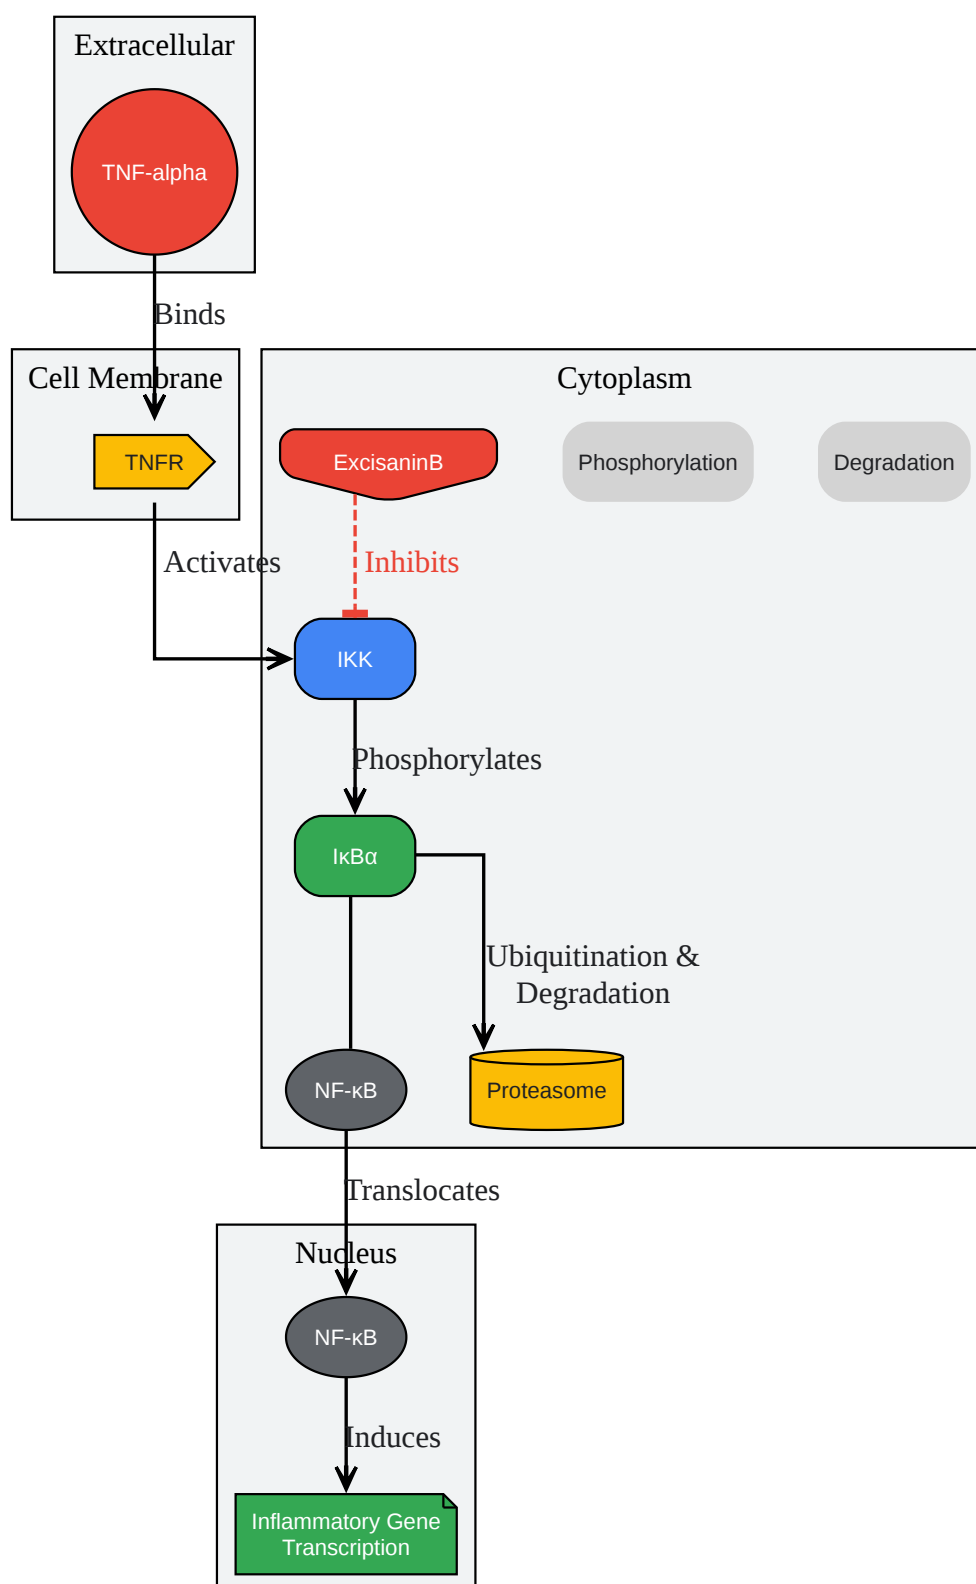 Extracellular
TNF-alpha
Binds
Cell Membrane
Cytoplasm
TNFR
ExcisaninB
Phosphorylation
Degradation
Activates
Inhibits
IKK
Phosphorylates
IκBα
Ubiquitination &
Degradation
NF-κB
Proteasome
Translocates
Nucleus
NF-κB
Induces
Inflammatory Gene
Transcription